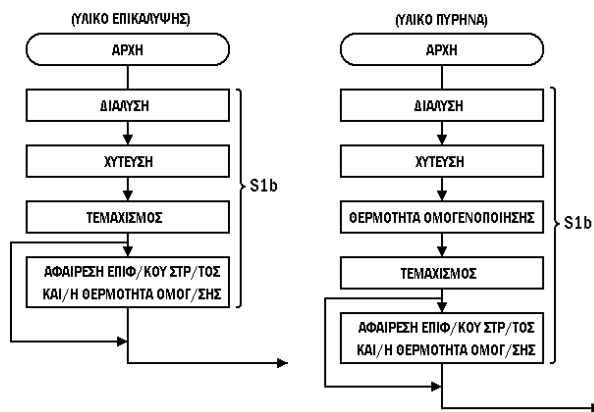 (ΥΛΙΚΟ ΕΠΙΚΑΛΥΨΗΣ)
ΑΡΧΗ
ΔΙΑΛΥΣΗ
ΧΥΤΕΥΣΗ
ΤΕΜΑΧΙΣΜΟΣ
ΑΦΑΙΡΕΣΗ ΕΠΙΦ/ΚΟΥ ΣΤΡ/ΤΟΣ
ΚΑΙ/Η ΘΕΡΜΟΤΗΤΑ ΟΜΟΓ/ΣΗΣ
S1b
(ΥΛΙΚΟ ΠΥΡΗΝΑ)
ΑΡΧΗ
ΔΙΑΛΥΣΗ
ΧΥΤΕΥΣΗ
ΘΕΡΜΟΤΗΤΑ ΟΜΟΓΕΝΟΠΟΙΗΣΗΣ
ΤΕΜΑΧΙΣΜΟΣ
ΑΦΑΙΡΕΣΗ ΕΠΙΦ/ΚΟΥ ΣΤΡ/ΤΟΣ
ΚΑΙ/Η ΘΕΡΜΟΤΗΤΑ ΟΜΟΓ/ΣΗΣ
S1b